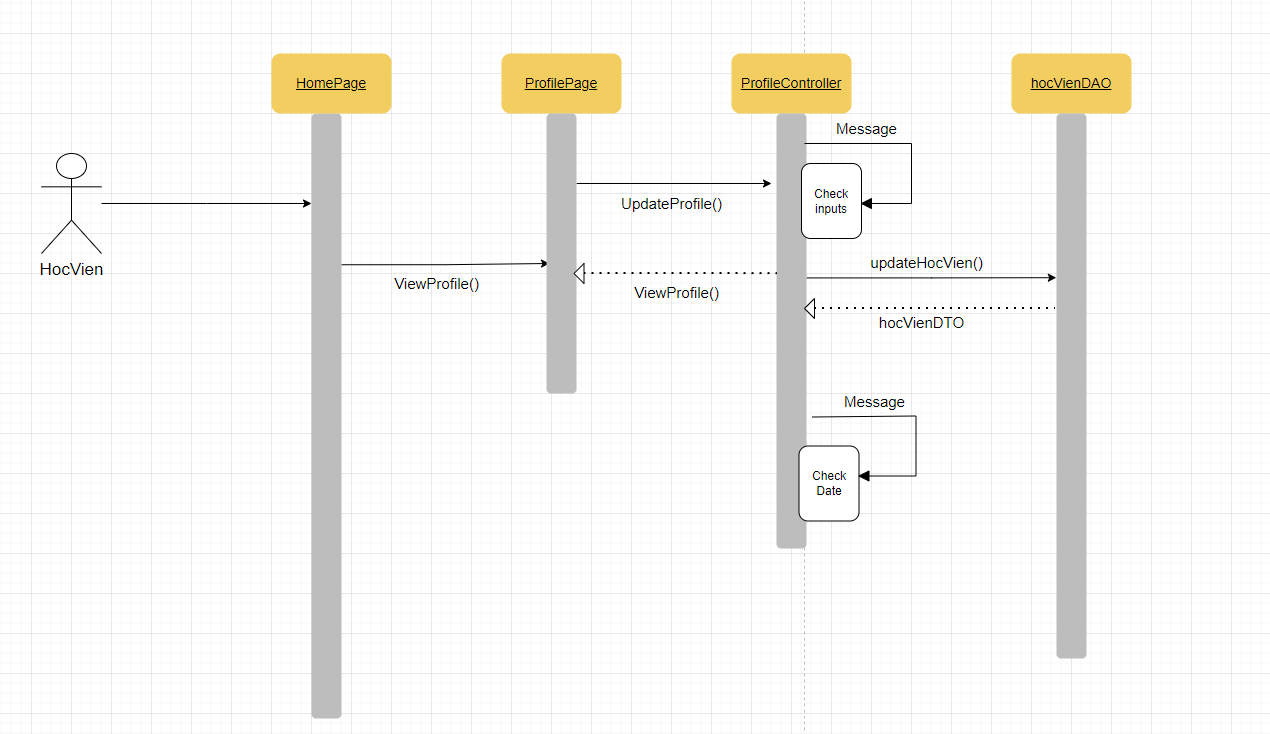 HomePage
ProfilePage
ProfileController
hocVienDAO
Message
Check
inputs
UpdateProfile()
HocVien
updateHocVien()
ViewProfile()
ViewProfile()
hocVienDTO
Message
Check
Date